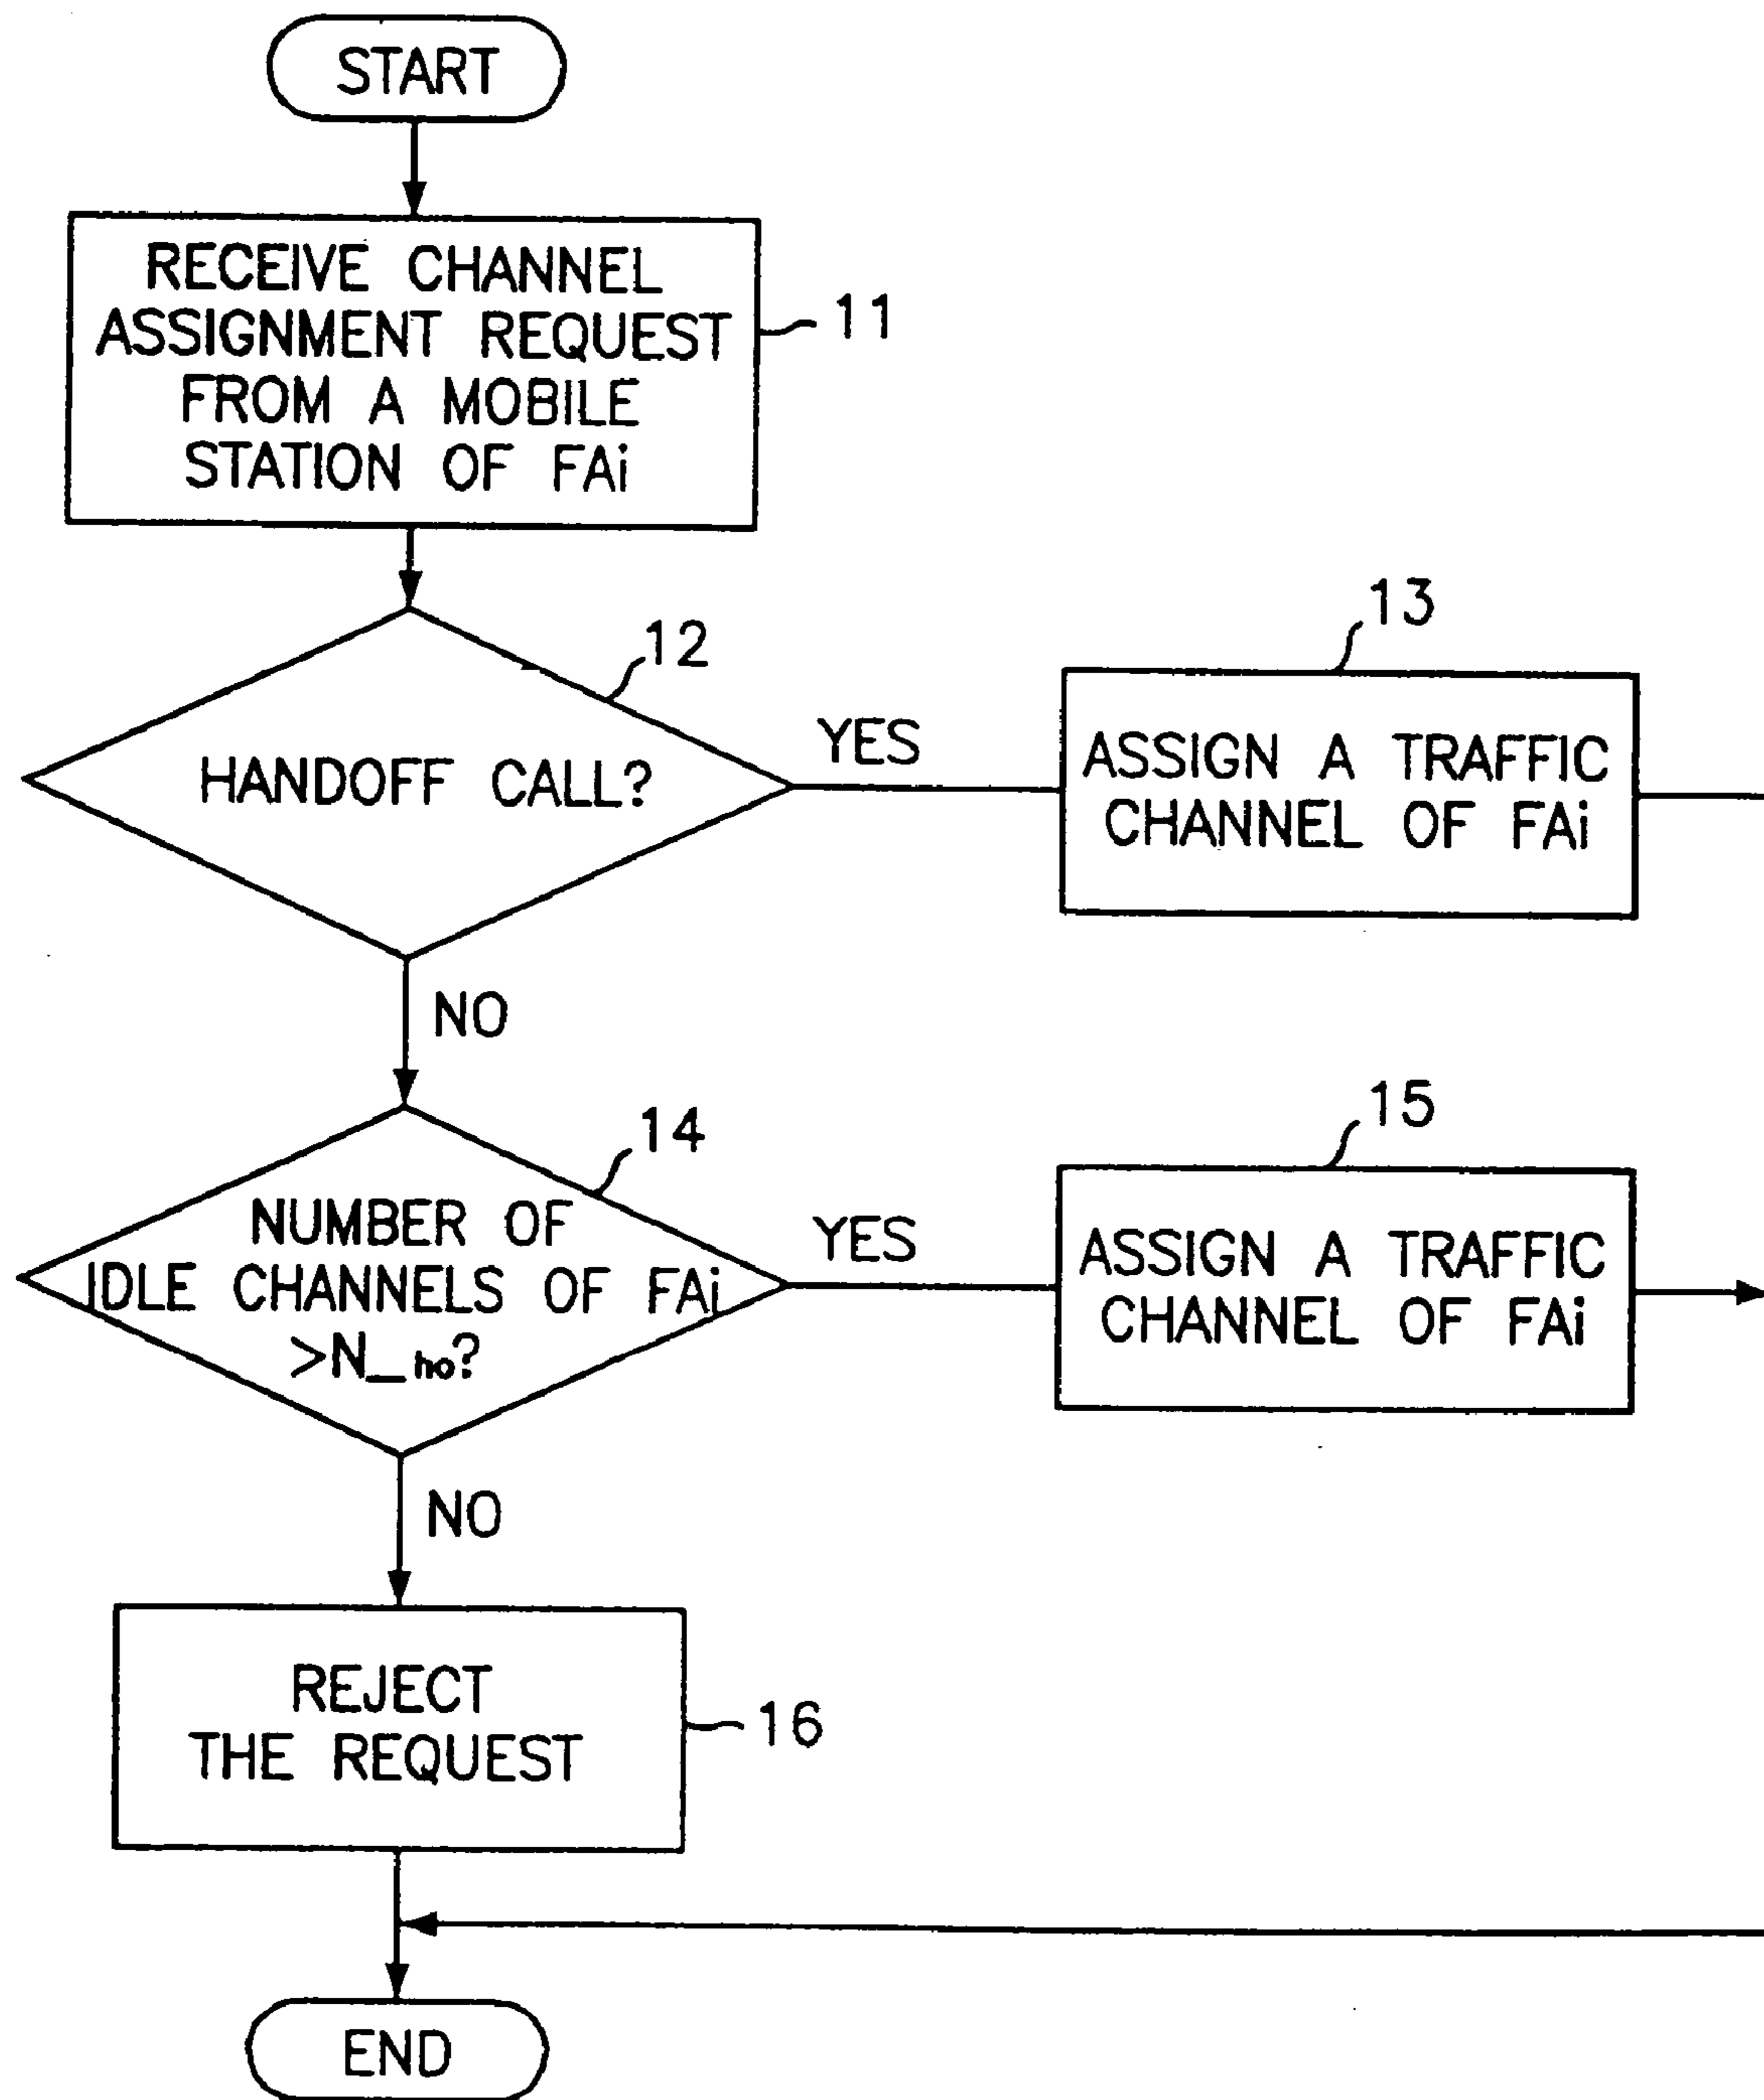 START
RECEIVE CHANNEL
ASSIGNMENT REQUEST
FROM A MOBILE
STATION OF FAi
11
12
HANDOFF CALL?
YES
13
ASSIGN A TRAFFIC
CHANNEL OF FAi
NO
14
NUMBER OF
IDLE CHANNELS OF FAi
>N_ho?
YES
15
ASSIGN A TRAFFIC
CHANNEL OF FAi
NO
REJECT
THE REQUEST
16
END